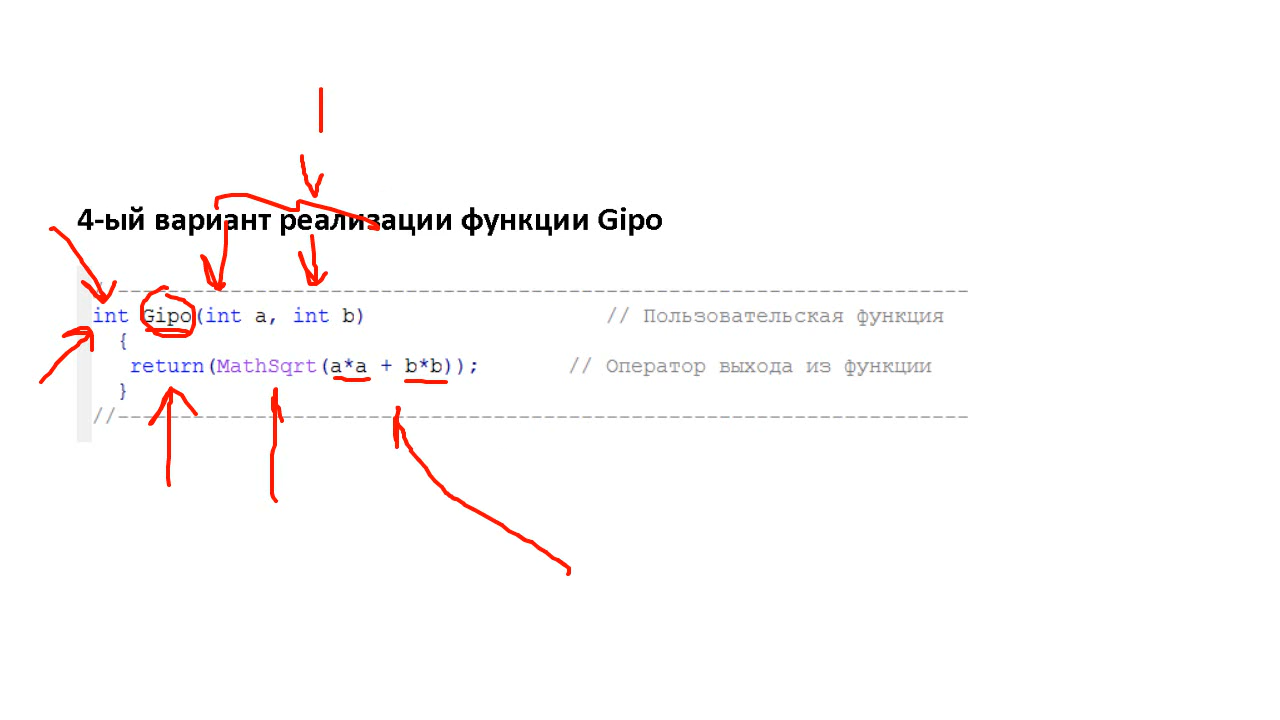 4-ый вариант реализации функции Gipo
//--------------------------------------------------------------------
int Gipo(int a, int b) // Пользовательская функция
{
return(MathSqrt(a*a + b*b)); // Оператор выхода из функции
}
//--------------------------------------------------------------------